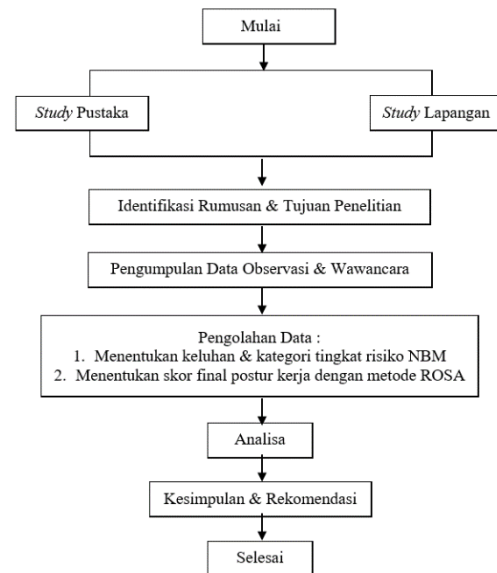 Mulai
Study Pustaka
Study Lapangan
Identifikasi Rumusan & Tujuan Penelitian
Pengumpulan Data Observasi & Wawancara
Pengolahan Data :
1. Menentukan keluhan & kategori tingkat risiko NBM
2. Menentukan skor final postur kerja dengan metode ROSA
Analisa
Kesimpulan & Rekomendasi
Selesai